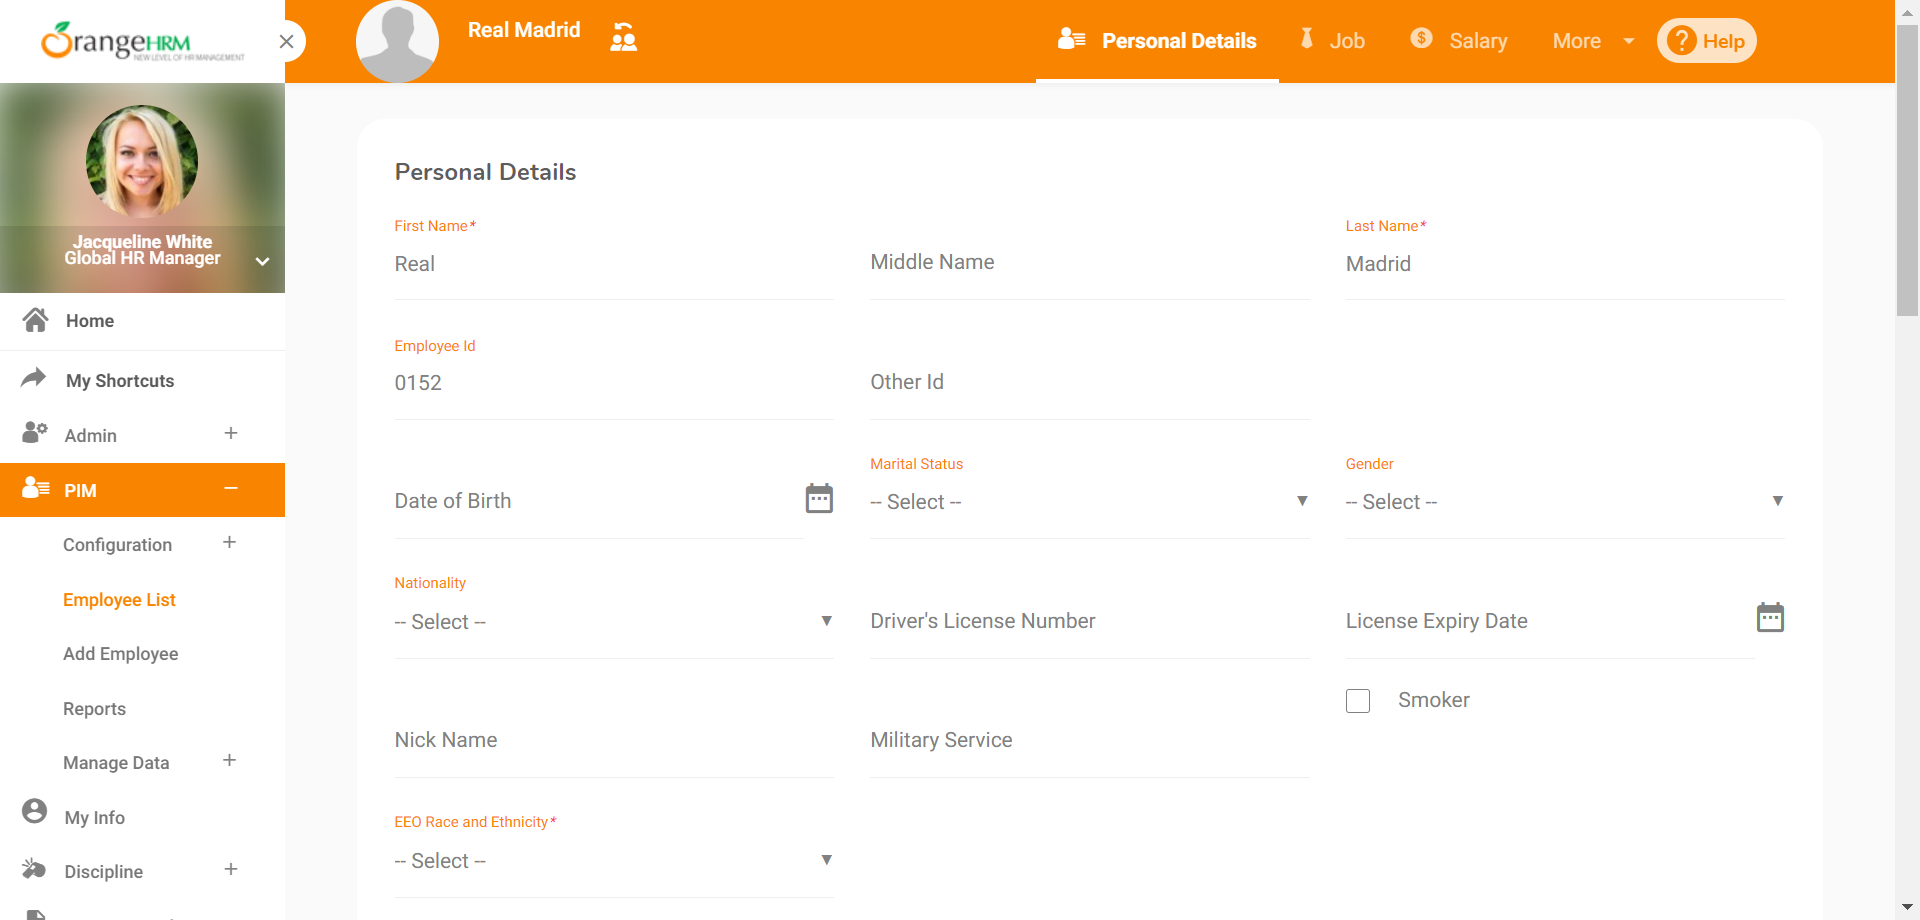 OrangeHRM
NEW LEVEL OF HR MANAGEMENT
Real Madrid
Personal Details
Job
$
Salary
More
? Help
Jacqueline White
Global HR Manager
Home
My Shortcuts
Admin
PIM
Configuration
Employee List
Add Employee
Reports
Manage Data
My Info
Discipline
Personal Details
First Name*
Real
Middle Name
Last Name*
Madrid
Employee Id
0152
Other Id
Date of Birth
Marital Status
-- Select --
Gender
-- Select --
Nationality
-- Select --
Driver's License Number
License Expiry Date
Smoker
Nick Name
Military Service
EEO Race and Ethnicity*
-- Select --